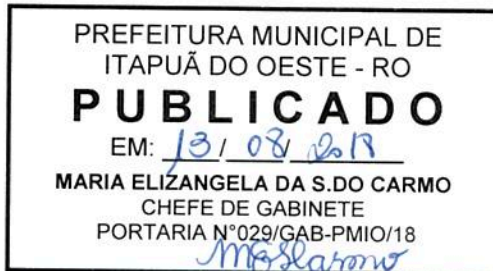 PREFEITURA MUNICIPAL DE
ITAPUÃ DO OESTE - RO
PUBLICADO
EM: 13/ 08/ 2018
MARIA ELIZANGELA DA S.DO CARMO
CHEFE DE GABINETE
PORTARIA N°029/GAB-PMIO/18